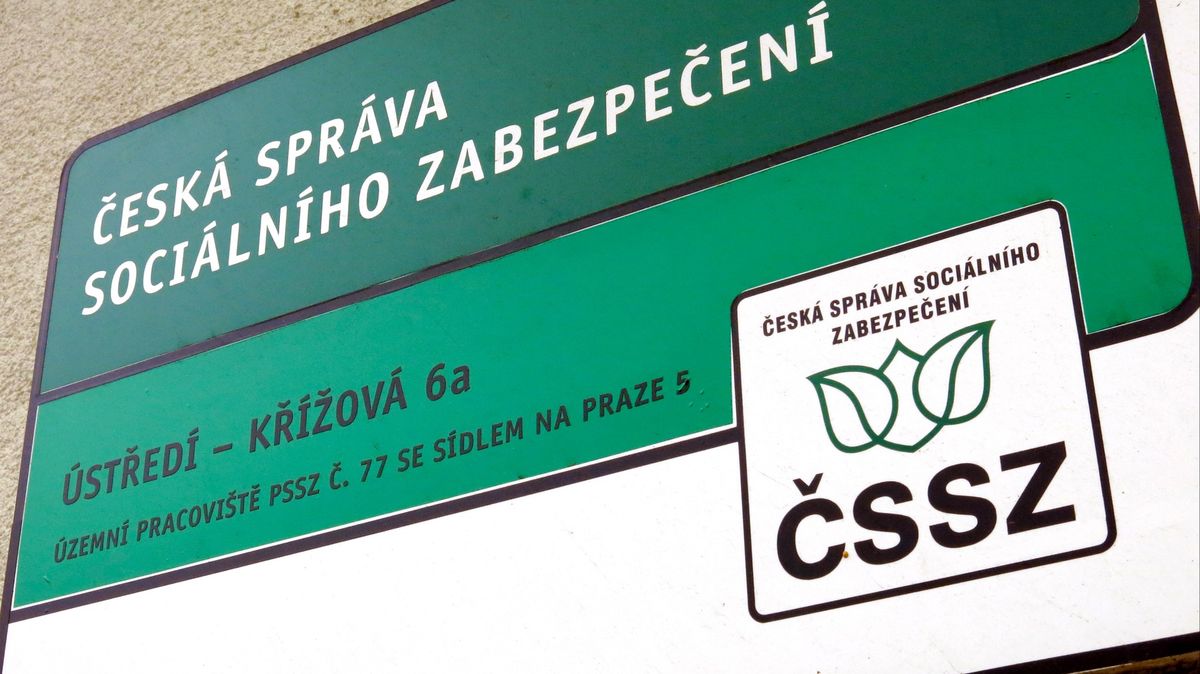 ČESKÁ SPRÁVA
SOCIÁLNÍHO ZABEZPEČENÍ
ÚSTŘEDÍ – KŘÍŽOVÁ 6a
ÚZEMNÍ PRACOVIŠTĚ PSSZ Č. 77 SE SÍDLEM NA PRAZE 5
ČESKÁ SPRÁVA SOCIÁLNÍHO
ZABEZPEČENÍ
ČSSZ